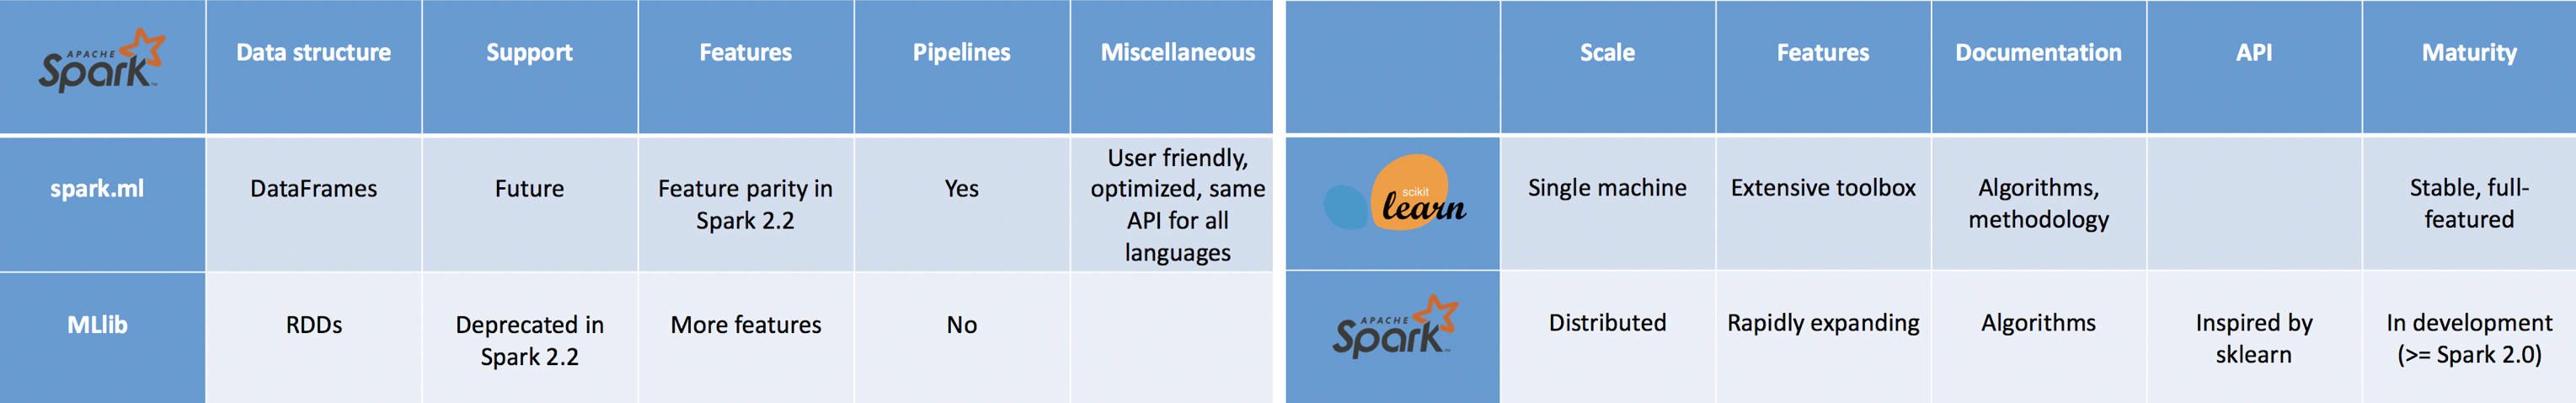 APACHE
Spark™
Data structure
Support
Features
Pipelines
Miscellaneous
spark.ml
DataFrames
Future
Feature parity in
Spark 2.2
Yes
User friendly,
optimized, same
API for all
languages
MLlib
RDDs
Deprecated in
Spark 2.2
More features
No
Scale
Features
Documentation
API
Maturity
scikit
learn
Single machine
Extensive toolbox
Algorithms,
methodology
Stable, full-
featured
APACHE
Spark™
Distributed
Rapidly expanding
Algorithms
Inspired by
sklearn
In development
(>= Spark 2.0)